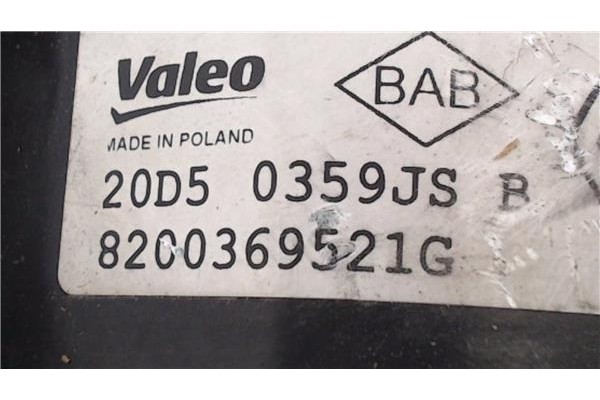 Valeo
BAB
MADE IN POLAND
20D5 0359JS B
8200369521G